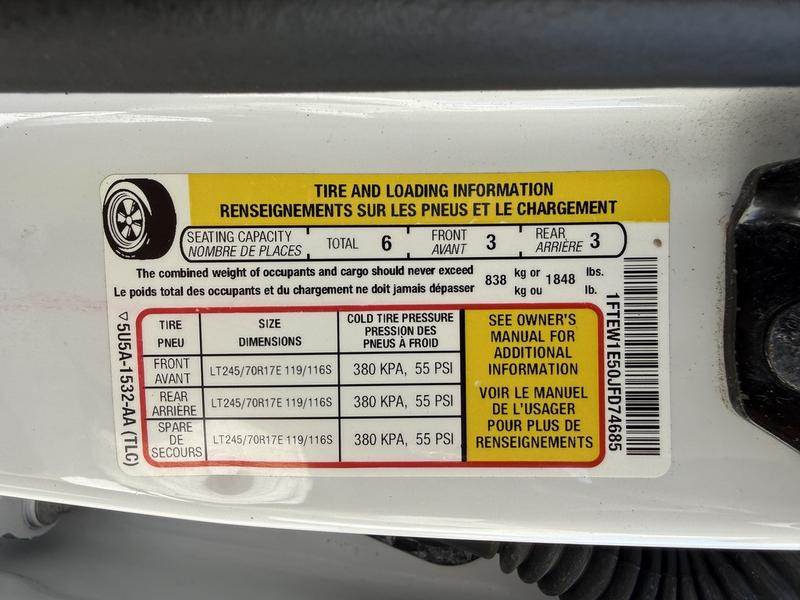 TIRE AND LOADING INFORMATION
RENSEIGNEMENTS SUR LES PNEUS ET LE CHARGEMENT
SEATING CAPACITY
NOMBRE DE PLACES
TOTAL 6
FRONT
AVANT
3
REAR
ARRIÈRE
3
The combined weight of occupants and cargo should never exceed
Le poids total des occupants et du chargement ne doit jamais dépasser
838
kg or
kg ou
1848
lbs.
lb.
TIRE
PNEU
SIZE
DIMENSIONS
COLD TIRE PRESSURE
PRESSION DES
PNEUS À FROID
FRONT
AVANT
LT245/70R17E 119/116S
380 KPA, 55 PSI
REAR
ARRIÈRE
LT245/70R17E 119/116S
380 KPA, 55 PSI
SPARE
DE
SECOURS
LT245/70R17E 119/116S
380 KPA, 55 PSI
SEE OWNER'S
MANUAL FOR
ADDITIONAL
INFORMATION
VOIR LE MANUEL
DE L'USAGER
POUR PLUS DE
RENSEIGNEMENTS
5U5A-1532-AA (TLC)
1FTEW1E50JFD74685